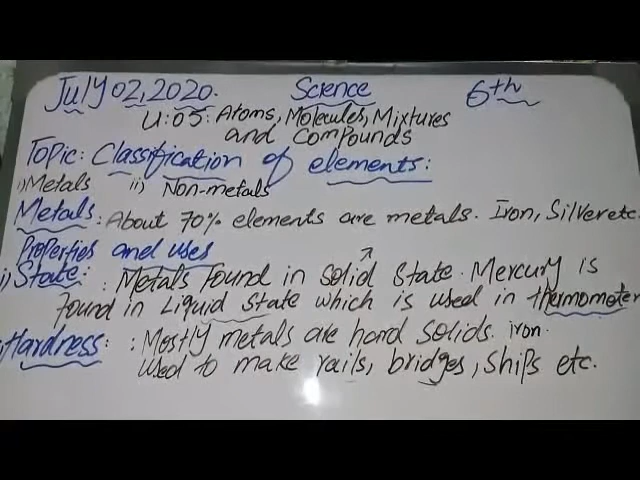 July 02, 2020. Science 6th
U:05: Atoms, Molecules, Mixtures
and Compounds
Topic: Classification of elements:
i) Metals ii) Non-metals
Metals: About 70% elements are metals. Iron, Silver etc.
Properties and uses
i) State: : Metals found in solid state. Mercury is
found in Liquid state which is used in thermometer
Hardness: : Mostly metals are hard solids. iron.
Used to make rails, bridges, ships etc.